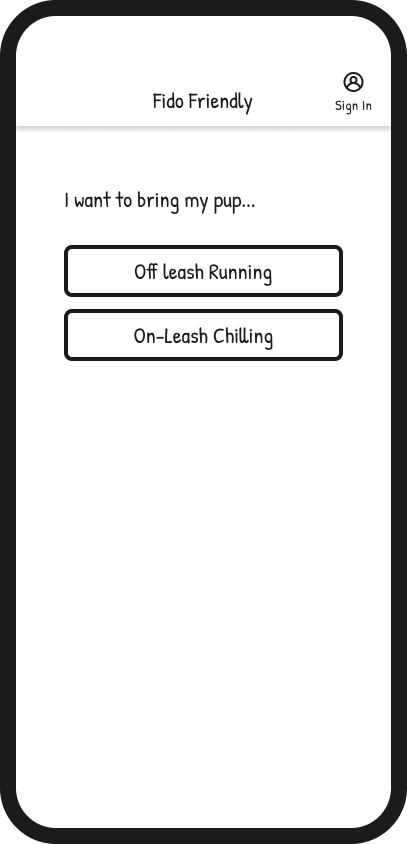 Fido Friendly
Sign In
I want to bring my pup...
Off leash Running
On-Leash Chilling